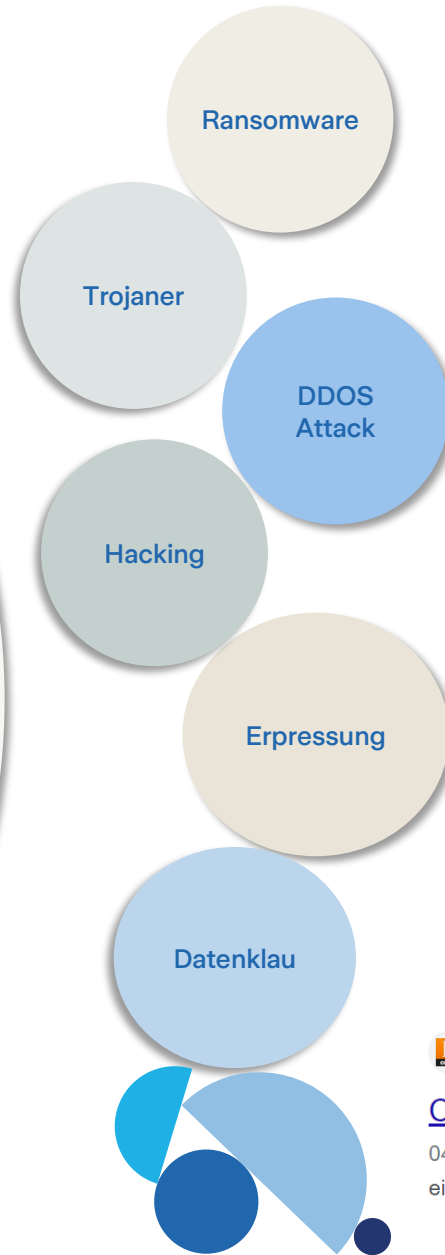 Ransomware
Trojaner
DDOS
Attack
Hacking
Erpressung
Datenklau